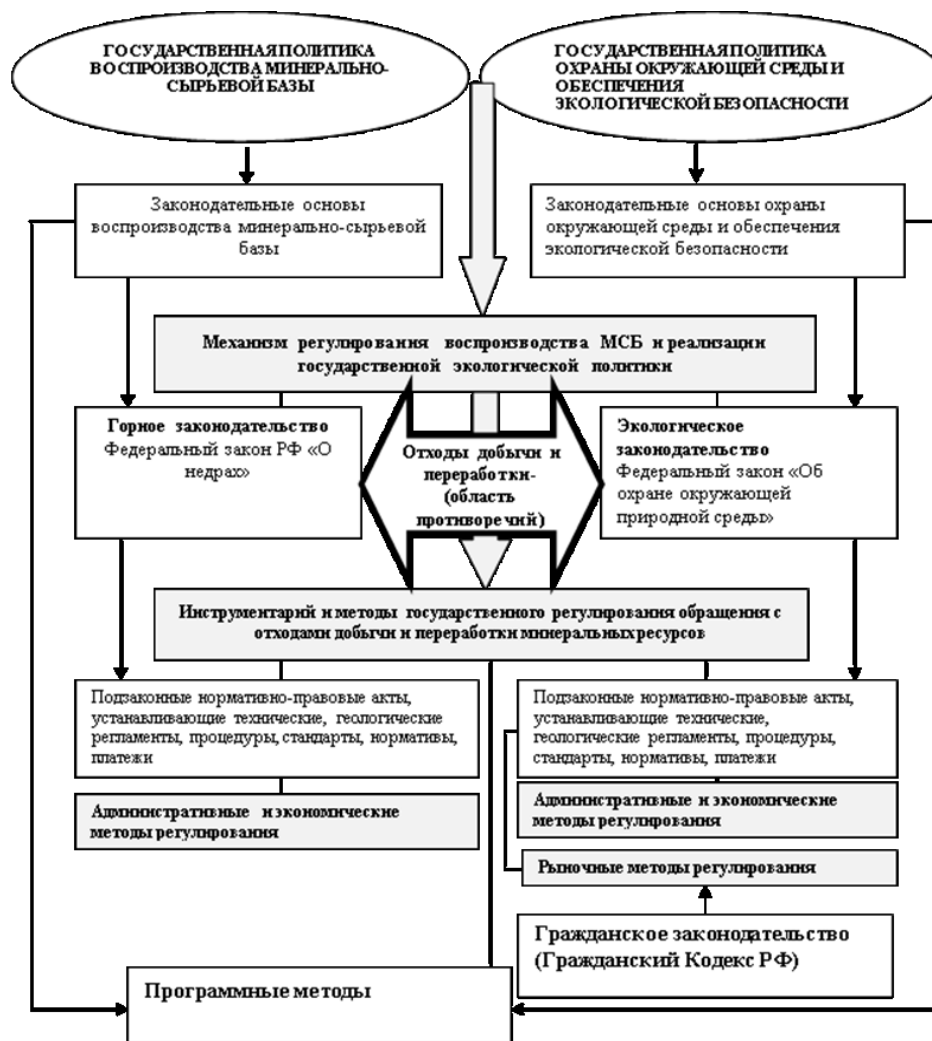 ГОСУДАРСТВЕННАЯ ПОЛИТИКА
ВОСПРОИЗВОДСТВА МИНЕРАЛЬНО-
СЫРЬЕВОЙ БАЗЫ
ГОСУДАРСТВЕННАЯ ПОЛИТИКА
ОХРАНЫ ОКРУЖАЮЩЕЙ СРЕДЫ И
ОБЕСПЕЧЕНИЯ
ЭКОЛОГИЧЕСКОЙ БЕЗОПАСНОСТИ
Законодательные основы
воспроизводства минерально-сырьевой
базы
Законодательные основы охраны
окружающей среды и обеспечения
экологической безопасности
Механизм регулирования воспроизводства МСБ и реализации
государственной экологической политики
Горное законодательство
Федеральный закон РФ «О
недрах»
Отходы добычи и
переработки-
(область
противоречий)
Экологическое
законодательство
Федеральный закон «Об
охране окружающей
природной среды»
Инструментарий и методы государственного регулирования обращения с
отходами добычи и переработки минеральных ресурсов
Подзаконные нормативно-правовые акты,
устанавливающие технические, геологические
регламенты, процедуры, стандарты, нормативы,
платежи
Подзаконные нормативно-правовые акты,
устанавливающие технические,
геологические регламенты, процедуры,
стандарты, нормативы, платежи
Административные и экономические
методы регулирования
Административные и экономические
методы регулирования
Рыночные методы регулирования
Гражданское законодательство
(Гражданский Кодекс РФ)
Программные методы